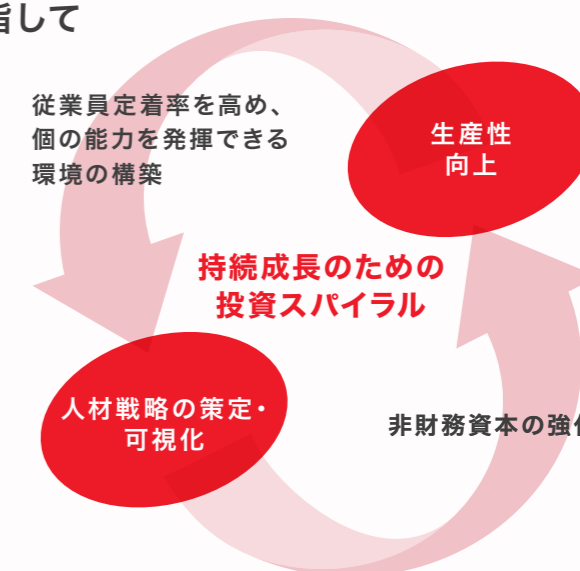 指して
従業員定着率を高め、
個の能力を発揮できる
環境の構築
生産性
向上
持続成長のための
投資スパイラル
人材戦略の策定・
可視化
非財務資本の強化